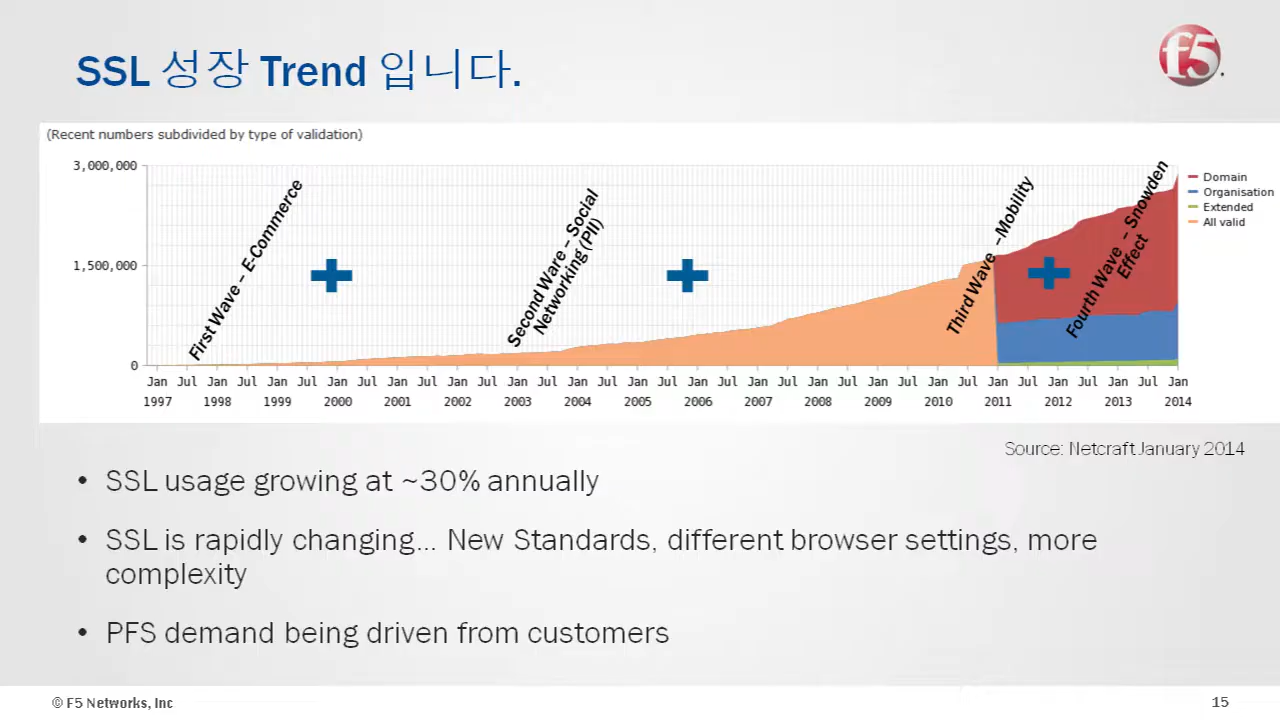 SSL 성장 Trend 입니다.
f5.
(Recent numbers subdivided by type of validation)
3,000,000
1,500,000
0
First Wave – E-Commerce
Second Ware – Social
Networking (PII)
Third Wave –Mobility
Fourth Wave – Snowden
Effect
Domain
Organisation
Extended
All valid
Jan Jul Jan Jul Jan Jul Jan Jul Jan Jul Jan Jul Jan Jul Jan Jul Jan Jul Jan Jul Jan Jul Jan Jul Jan Jul Jan Jul Jan Jul Jan Jul Jan Jul Jan
1997 1998 1999 2000 2001 2002 2003 2004 2005 2006 2007 2008 2009 2010 2011 2012 2013 2014
Source: Netcraft January 2014
• SSL usage growing at ~30% annually
• SSL is rapidly changing... New Standards, different browser settings, more
complexity
• PFS demand being driven from customers
© F5 Networks, Inc
15